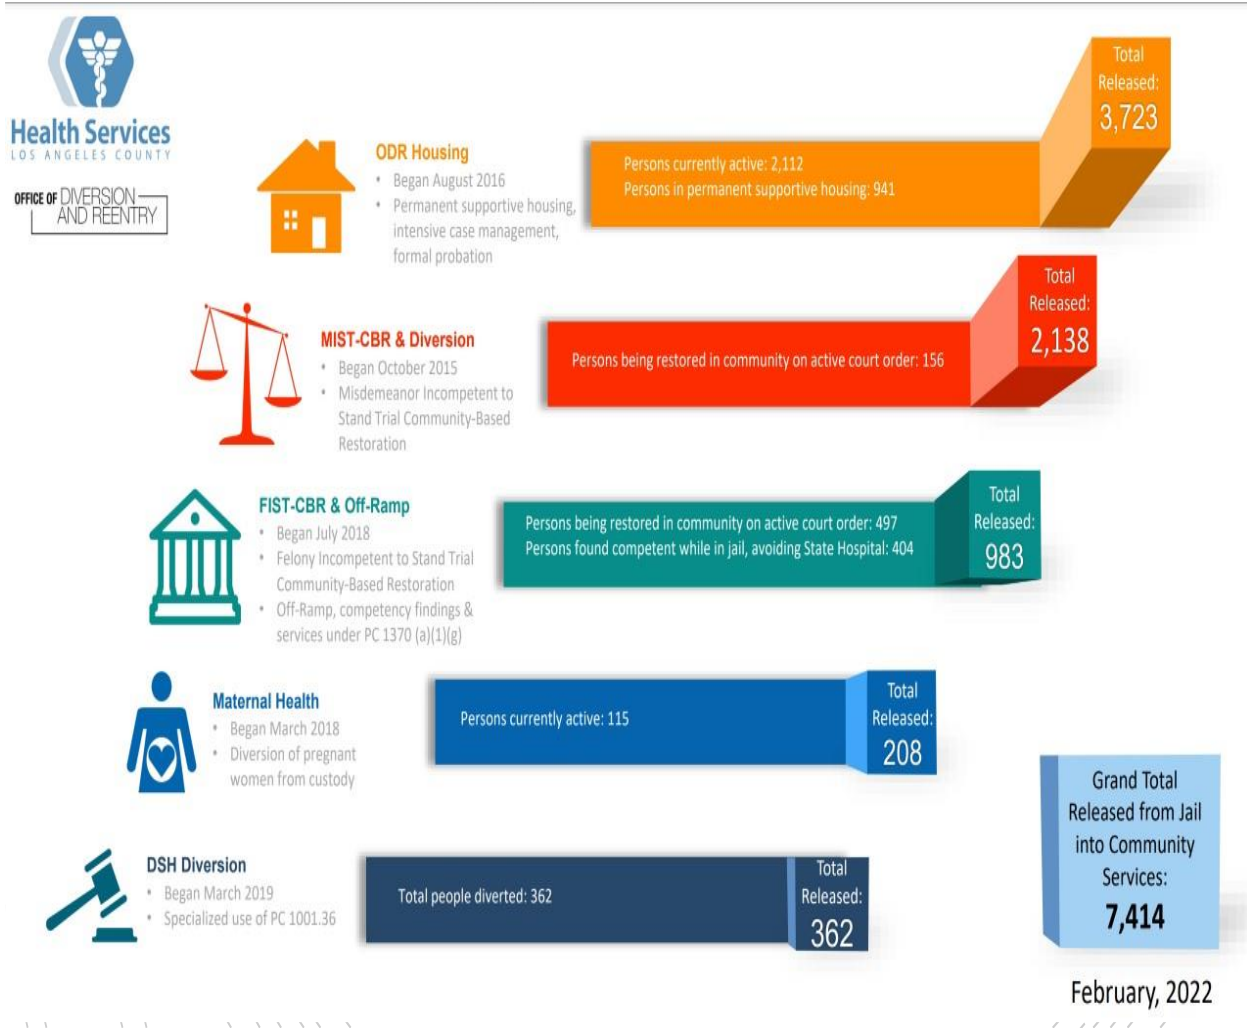 Health Services
LOS ANGELES COUNTY
OFFICE OF DIVERSION
AND REENTRY
ODR Housing
• Began August 2016
• Permanent supportive housing,
intensive case management,
formal probation
Persons currently active: 2,112
Persons in permanent supportive housing: 941
Total
Released:
3,723
MIST-CBR & Diversion
• Began October 2015
• Misdemeanor Incompetent to
Stand Trial Community-Based
Restoration
Persons being restored in community on active court order: 156
Total
Released:
2,138
FIST-CBR & Off-Ramp
• Began July 2018
• Felony Incompetent to Stand Trial
Community-Based Restoration
• Off-Ramp, competency findings &
services under PC 1370 (a)(1)(g)
Persons being restored in community on active court order: 497
Persons found competent while in jail, avoiding State Hospital: 404
Total
Released:
983
Maternal Health
• Began March 2018
• Diversion of pregnant
women from custody
Persons currently active: 115
Total
Released:
208
DSH Diversion
• Began March 2019
• Specialized use of PC 1001.36
Total people diverted: 362
Total
Released:
362
Grand Total
Released from Jail
into Community
Services:
7,414
February, 2022